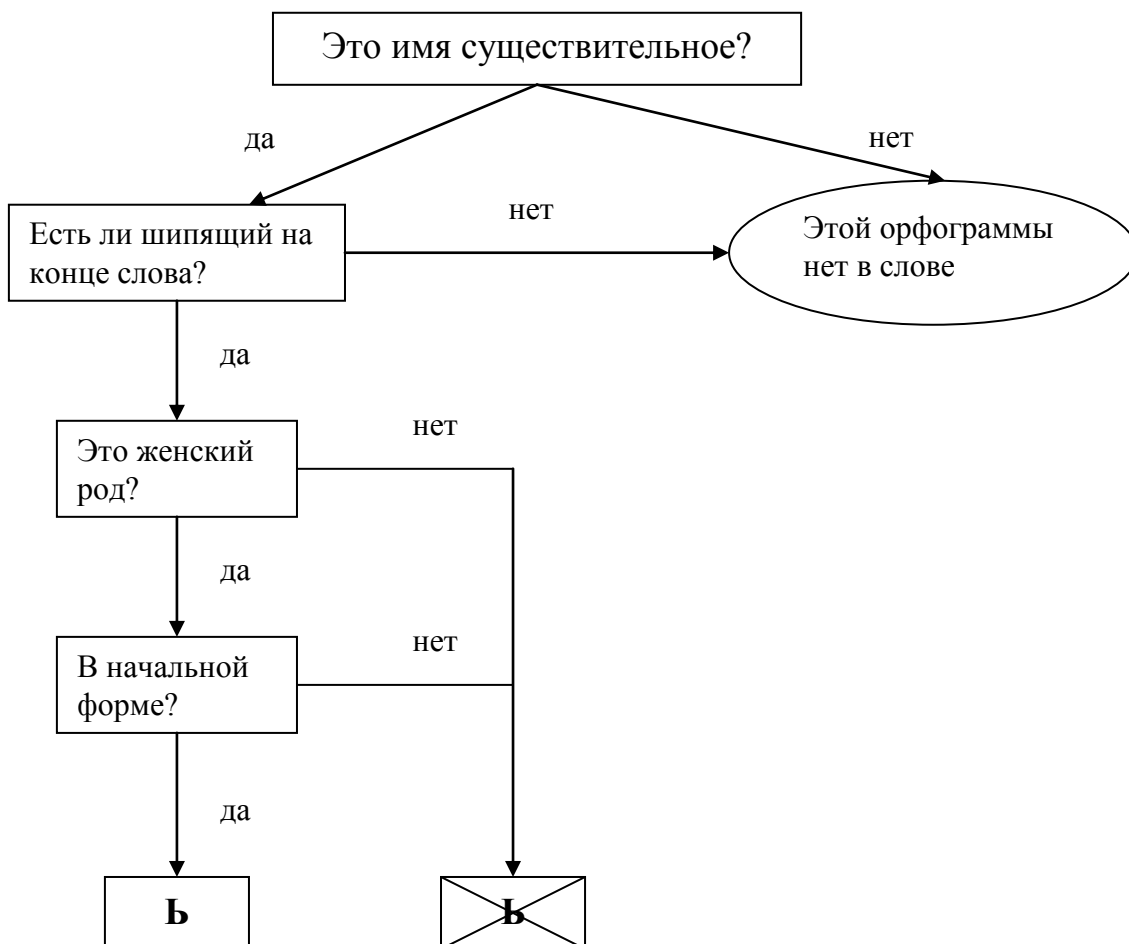 Это имя существительное?
да
нет
Есть ли шипящий на
конце слова?
нет
Этой орфограммы
нет в слове
да
Это женский
род?
нет
да
В начальной
форме?
нет
да
Ь
Ь